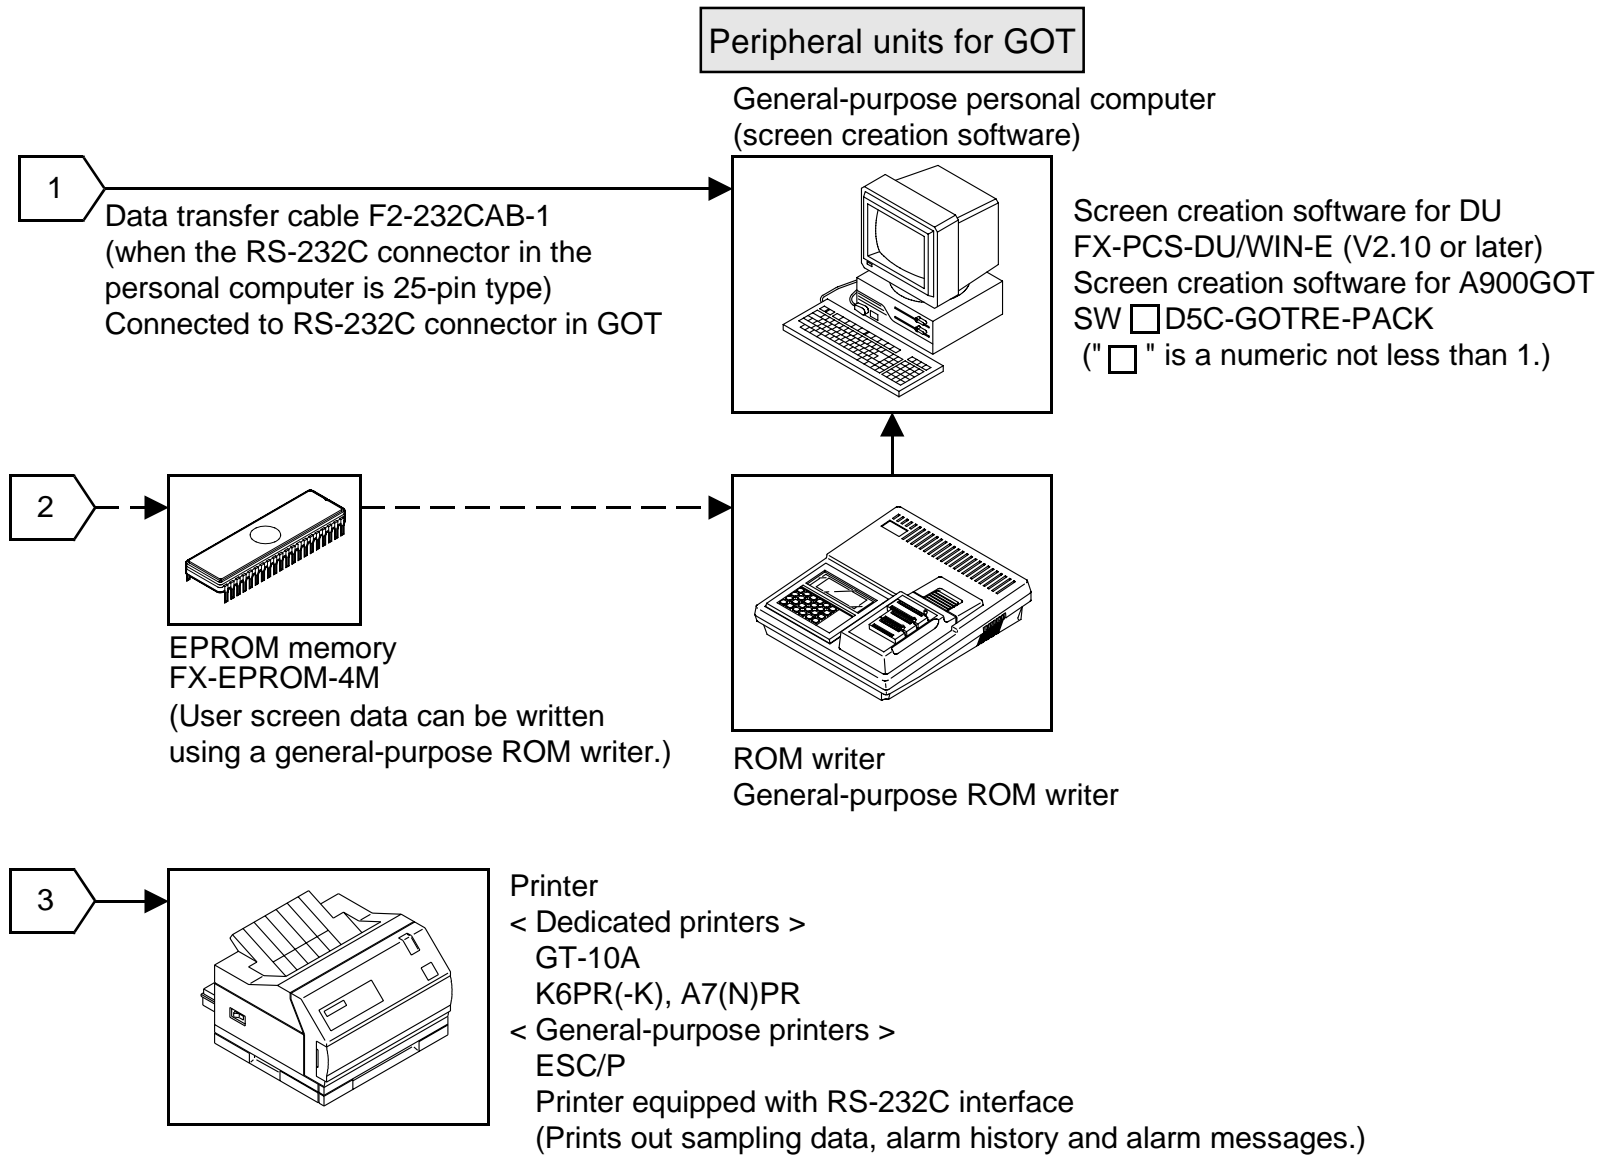 Peripheral units for GOT
General-purpose personal computer
(screen creation software)
1
Data transfer cable F2-232CAB-1
(when the RS-232C connector in the
personal computer is 25-pin type)
Connected to RS-232C connector in GOT
Screen creation software for DU
FX-PCS-DU/WIN-E (V2.10 or later)
Screen creation software for A900GOT
SW □ D5C-GOTRE-PACK
("□" is a numeric not less than 1.)
2
EPROM memory
FX-EPROM-4M
(User screen data can be written
using a general-purpose ROM writer.)
ROM writer
General-purpose ROM writer
3
Printer
< Dedicated printers >
GT-10A
K6PR(-K), A7(N)PR
< General-purpose printers >
ESC/P
Printer equipped with RS-232C interface
(Prints out sampling data, alarm history and alarm messages.)